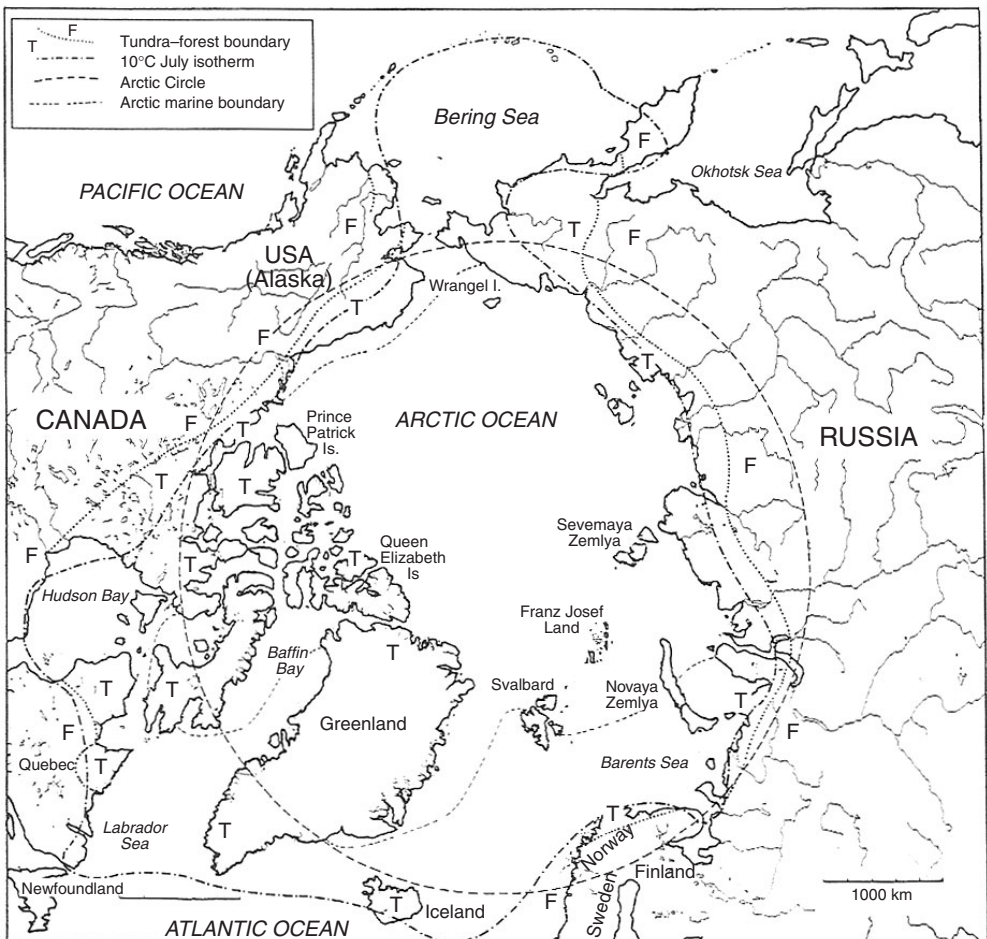 F
T
Tundra–forest boundary
10°C July isotherm
Arctic Circle
Arctic marine boundary
Bering Sea
F
Okhotsk Sea
PACIFIC OCEAN
F
T
F
USA
(Alaska)
Wrangel I.
T
F
T
CANADA
F
T
Prince
Patrick
Is.
ARCTIC OCEAN
RUSSIA
T
T
F
Sevemaya
Zemlya
F
T
T
Queen
Elizabeth
Is
Hudson Bay
Franz Josef
Land
Baffin
Bay
T
T
T
Svalbard
Novaya
Zemlya
T
Greenland
F
F
Quebec
T
Barents Sea
T
T
Labrador
Sea
Norway
Finland
Newfoundland
T
Iceland
F
Sweden
1000 km
ATLANTIC OCEAN